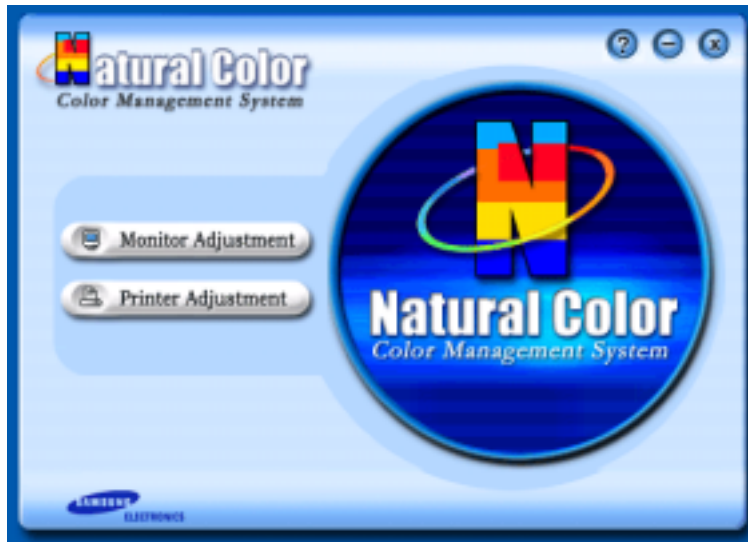 Natural Color
Color Management System
? – x
Monitor Adjustment
Printer Adjustment
N
Natural Color
Color Management System
SAMSUNG
ELECTRONICS